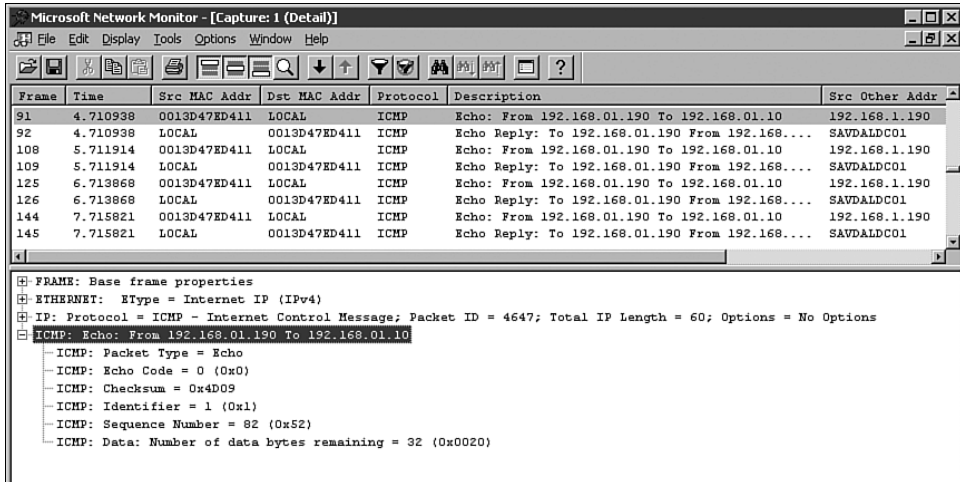 Microsoft Network Monitor - [Capture: 1 (Detail)]
File Edit Display Tools Options Window Help
Frame Time Src MAC Addr Dst MAC Addr Protocol Description Src Other Addr
91 4.710938 0013D47ED411 LOCAL ICMP Echo: From 192.168.01.190 To 192.168.01.10 192.168.1.190
92 4.710938 LOCAL 0013D47ED411 ICMP Echo Reply: To 192.168.01.190 From 192.168.... SAVDALDC01
108 5.711914 0013D47ED411 LOCAL ICMP Echo: From 192.168.01.190 To 192.168.01.10 192.168.1.190
109 5.711914 LOCAL 0013D47ED411 ICMP Echo Reply: To 192.168.01.190 From 192.168.... SAVDALDC01
125 6.713868 0013D47ED411 LOCAL ICMP Echo: From 192.168.01.190 To 192.168.01.10 192.168.1.190
126 6.713868 LOCAL 0013D47ED411 ICMP Echo Reply: To 192.168.01.190 From 192.168.... SAVDALDC01
144 7.715821 0013D47ED411 LOCAL ICMP Echo: From 192.168.01.190 To 192.168.01.10 192.168.1.190
145 7.715821 LOCAL 0013D47ED411 ICMP Echo Reply: To 192.168.01.190 From 192.168.... SAVDALDC01
FRAME: Base frame properties
ETHERNET: EType = Internet IP (IPv4)
IP: Protocol = ICMP - Internet Control Message; Packet ID = 4647; Total IP Length = 60; Options = No Options
ICMP: Echo: From 192.168.01.190 To 192.168.01.10
ICMP: Packet Type = Echo
ICMP: Echo Code = 0 (0x0)
ICMP: Checksum = 0x4D09
ICMP: Identifier = 1 (0x1)
ICMP: Sequence Number = 82 (0x52)
ICMP: Data: Number of data bytes remaining = 32 (0x0020)